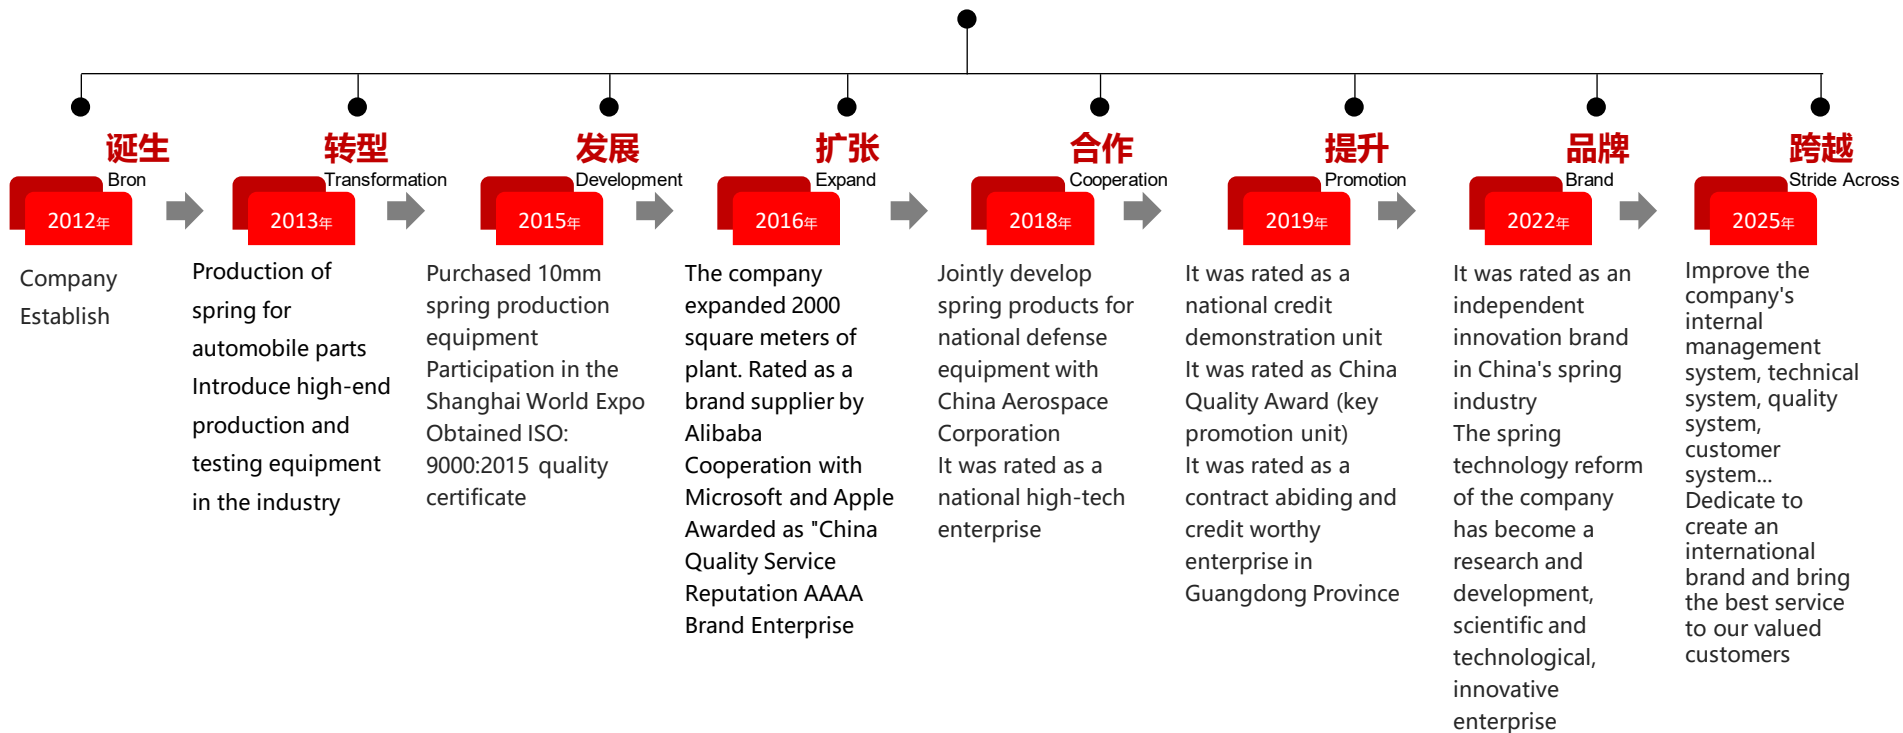 诞生
Bron
2012年
Company
Establish
转型
Transformation
2013年
Production of
spring for
automobile parts
Introduce high-end
production and
testing equipment
in the industry
发展
Development
2015年
Purchased 10mm
spring production
equipment
Participation in the
Shanghai World Expo
Obtained ISO:
9000:2015 quality
certificate
扩张
Expand
2016年
The company
expanded 2000
square meters of
plant. Rated as a
brand supplier by
Alibaba
Cooperation with
Microsoft and Apple
Awarded as "China
Quality Service
Reputation AAAA
Brand Enterprise
合作
Cooperation
2018年
Jointly develop
spring products for
national defense
equipment with
China Aerospace
Corporation
It was rated as a
national high-tech
enterprise
提升
Promotion
2019年
It was rated as a
national credit
demonstration unit
It was rated as China
Quality Award (key
promotion unit)
It was rated as a
contract abiding and
credit worthy
enterprise in
Guangdong Province
品牌
Brand
2022年
It was rated as an
independent
innovation brand
in China's spring
industry
The spring
technology reform
of the company
has become a
research and
development,
scientific and
technological,
innovative
enterprise
跨越
Stride Across
2025年
Improve the
company's
internal
management
system, technical
system, quality
system,
customer
system...
Dedicate to
create an
international
brand and bring
the best service
to our valued
customers